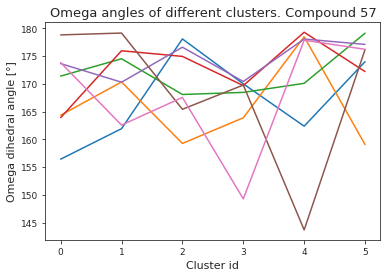 Omega angles of different clusters. Compound 57
Omega dihedral angle [°]
180
175
170
165
160
155
150
145
0 1 2 3 4 5
Cluster id